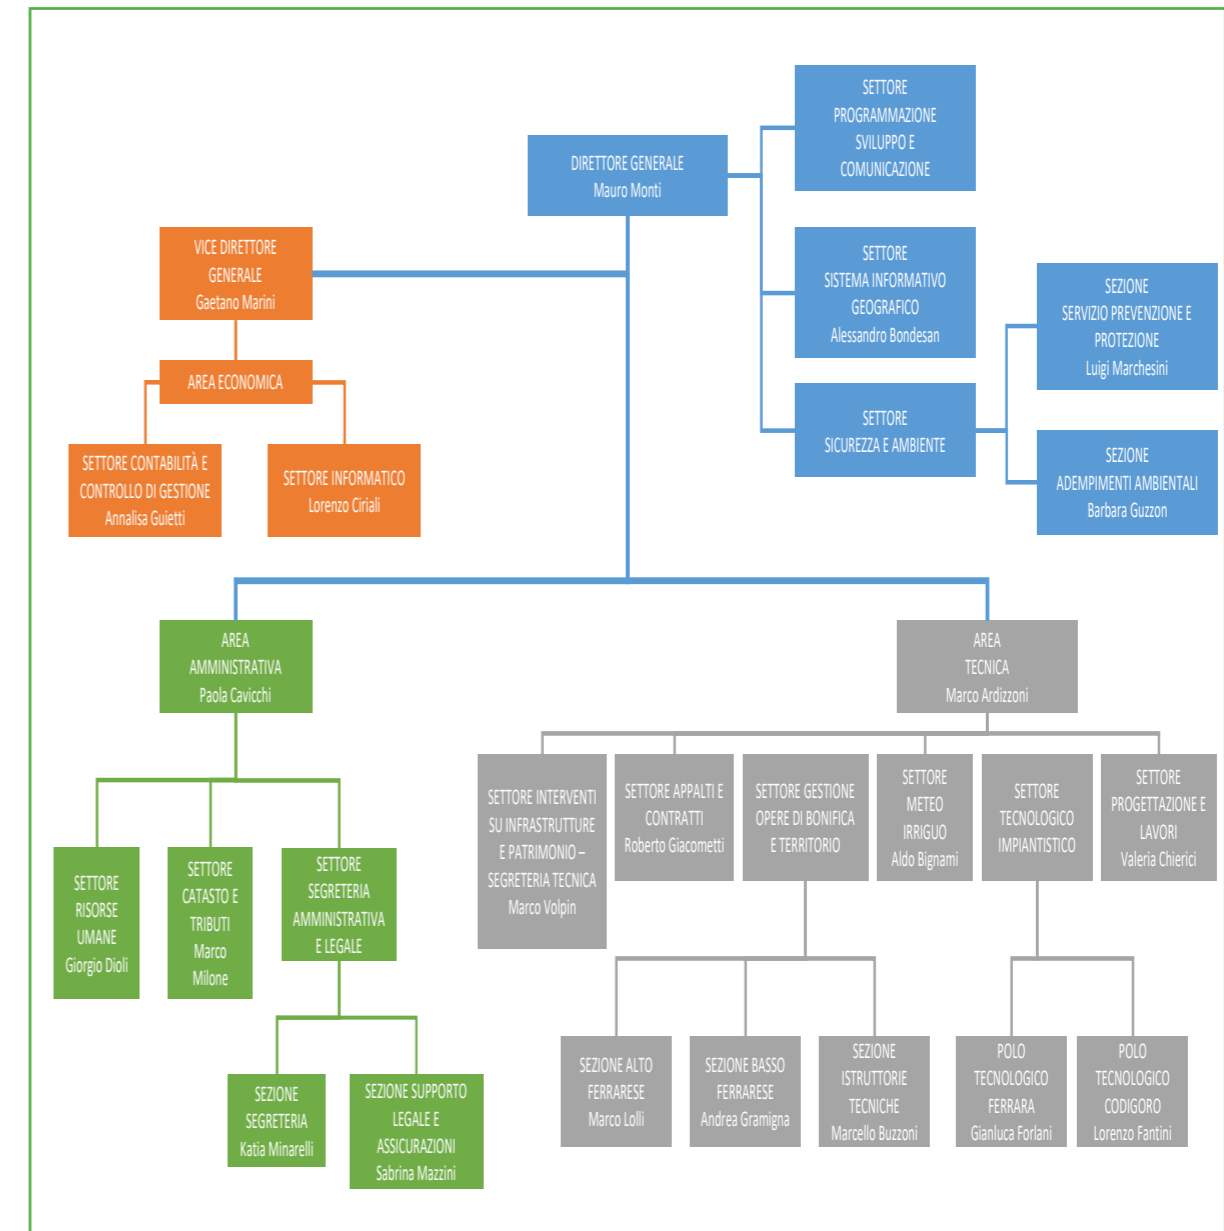 DIRETTORE GENERALE
Mauro Monti
SETTORE
PROGRAMMAZIONE
SVILUPPO E
COMUNICAZIONE
SETTORE
SISTEMA INFORMATIVO
GEOGRAFICO
Alessandro Bondesan
SETTORE
SICUREZZA E AMBIENTE
SEZIONE
SERVIZIO PREVENZIONE E
PROTEZIONE
Luigi Marchesini
SEZIONE
ADEMPIMENTI AMBIENTALI
Barbara Guzzon
VICE DIRETTORE
GENERALE
Gaetano Marini
AREA ECONOMICA
SETTORE CONTABILITÀ E
CONTROLLO DI GESTIONE
Annalisa Guietti
SETTORE INFORMATICO
Lorenzo Ciriali
AREA
AMMINISTRATIVA
Paola Cavicchi
SETTORE
RISORSE
UMANE
Giorgio Dioli
SETTORE
CATASTO E
TRIBUTI
Marco
Milone
SETTORE
SEGRETERIA
AMMINISTRATIVA
E LEGALE
SEZIONE
SEGRETERIA
Katia Minarelli
SEZIONE SUPPORTO
LEGALE E
ASSICURAZIONI
Sabrina Mazzini
AREA
TECNICA
Marco Ardizzoni
SETTORE INTERVENTI
SU INFRASTRUTTURE
E PATRIMONIO –
SEGRETERIA TECNICA
Marco Volpin
SETTORE APPALTI E
CONTRATTI
Roberto Giacometti
SETTORE GESTIONE
OPERE DI BONIFICA
E TERRITORIO
SETTORE
METEO
IRRIGUO
Aldo Bignami
SETTORE
TECNOLOGICO
IMPIANTISTICO
SETTORE
PROGETTAZIONE E
LAVORI
Valeria Chierici
SEZIONE ALTO
FERRARESE
Marco Lolli
SEZIONE BASSO
FERRARESE
Andrea Gramigna
SEZIONE
ISTRUTTORIE
TECNICHE
Marcello Buzzoni
POLO
TECNOLOGICO
FERRARA
Gianluca Forlani
POLO
TECNOLOGICO
CODIGORO
Lorenzo Fantini